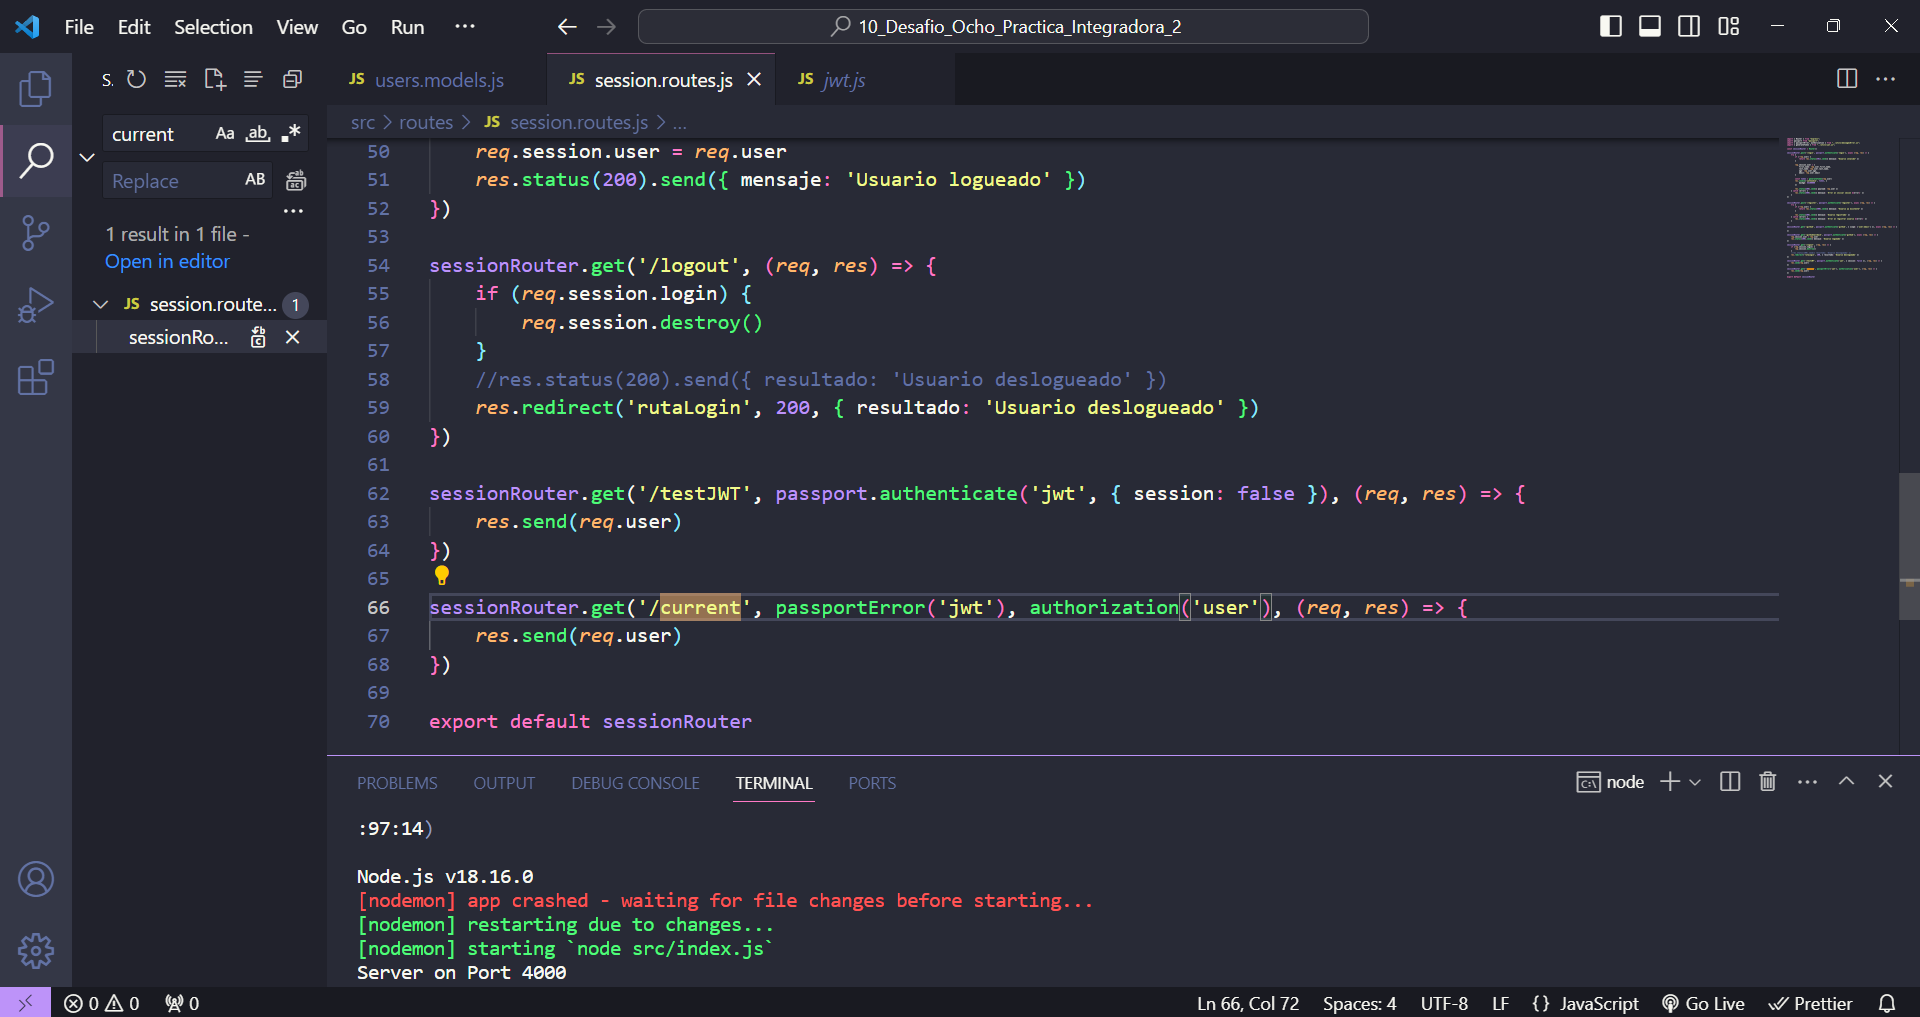 File Edit Selection View Go Run ···
10_Desafio_Ocho_Practica_Integradora_2
S.
current Aa ab, .*
Replace AB
···
1 result in 1 file -
Open in editor
JS session.route... 1
sessionRo...
JS users.models.js
JS session.routes.js
JS jwt.js
src > routes > JS session.routes.js > ...
50 req.session.user = req.user
51 res.status(200).send({ mensaje: 'Usuario logueado' })
52 })
53
54 sessionRouter.get('/logout', (req, res) => {
55 if (req.session.login) {
56 req.session.destroy()
57 }
58 //res.status(200).send({ resultado: 'Usuario deslogueado' })
59 res.redirect('rutaLogin', 200, { resultado: 'Usuario deslogueado' })
60 })
61
62 sessionRouter.get('/testJWT', passport.authenticate('jwt', { session: false }), (req, res) => {
63 res.send(req.user)
64 })
65
66 sessionRouter.get('/current', passportError('jwt'), authorization('user'), (req, res) => {
67 res.send(req.user)
68 })
69
70 export default sessionRouter
PROBLEMS OUTPUT DEBUG CONSOLE TERMINAL PORTS
node
:97:14)
Node.js v18.16.0
[nodemon] app crashed - waiting for file changes before starting...
[nodemon] restarting due to changes...
[nodemon] starting `node src/index.js`
Server on Port 4000
0 0 0
Ln 66, Col 72 Spaces: 4 UTF-8 LF {} JavaScript Go Live Prettier